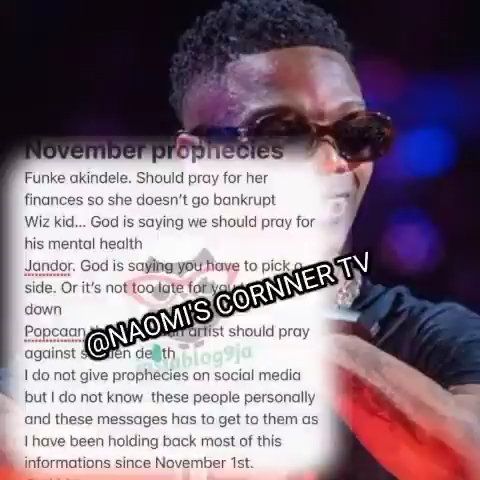 November prophecies
Funke akindele. Should pray for her
finances so she doesn't go bankrupt
Wiz kid... God is saying we should pray for
his mental health
Jandor. God is saying you have to pick a
side. Or it's not too late for you
down
Popcaan artist should pray
against death
@NAOMI'S CORNNER TV
I do not give prophecies on social media
but I do not know these people personally
and these messages has to get to them as
I have been holding back most of this
informations since November 1st.